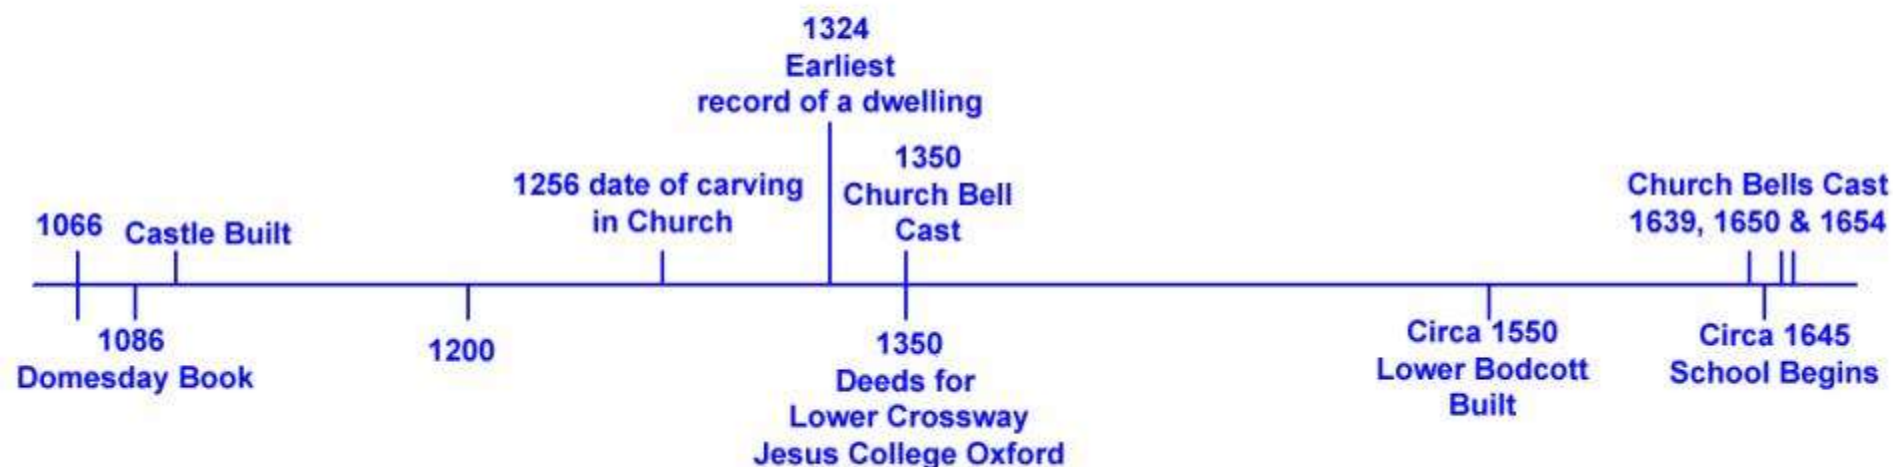 1324
Earliest
record of a dwelling
1350
Church Bell
Cast
1256 date of carving
in Church
Church Bells Cast
1639, 1650 & 1654
1066
Castle Built
1086
Domesday Book
1200
1350
Deeds for
Lower Crossway
Jesus College Oxford
Circa 1550
Lower Bodcott
Built
Circa 1645
School Begins